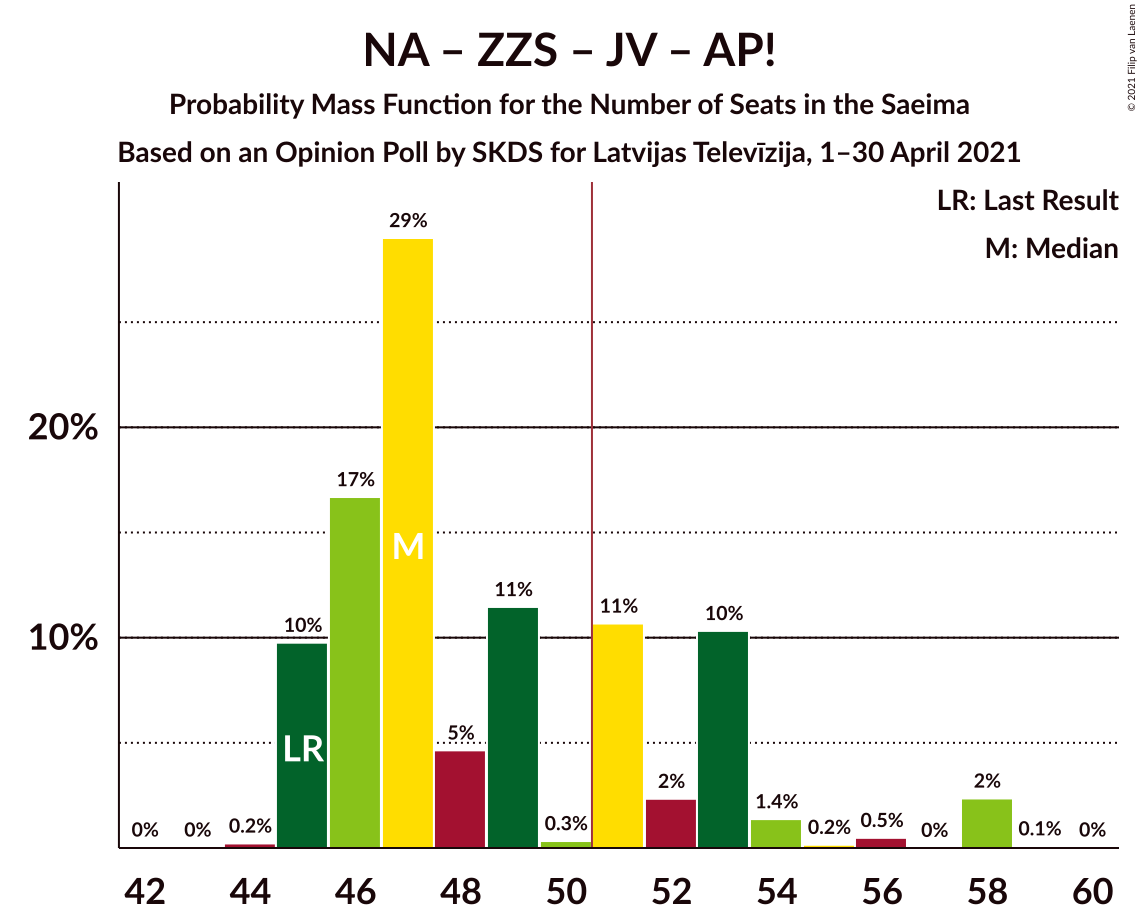 NA – ZZS – JV – AP!
Probability Mass Function for the Number of Seats in the Saeima
Based on an Opinion Poll by SKDS for Latvijas Televīzija, 1–30 April 2021
© 2021 Filip van Laenen
LR: Last Result
M: Median
20%
10%
0%
0%
0.2%
10%
17%
29%
5%
11%
0.3%
11%
2%
10%
1.4%
0.2%
0.5%
0%
2%
0.1%
0%
LR
M
42 44 46 48 50 52 54 56 58 60